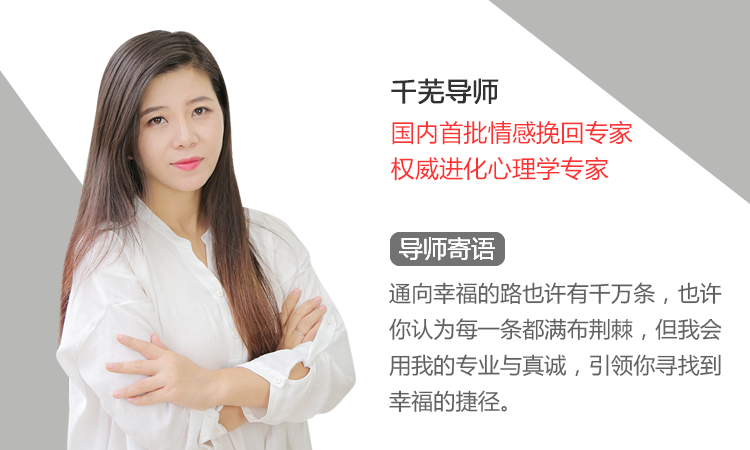 千芜导师
国内首批情感挽回专家
权威进化心理学专家
导师寄语
通向幸福的路也许有千万条，也许
你认为每一条都满布荆棘，但我会
用我的专业与真诚，引领你寻找到
幸福的捷径。